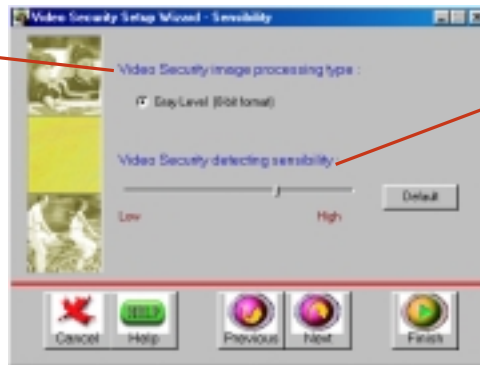 Video Security Setup Wizard - Sensibility
Video Security image processing type :
Gray Level (8bit format)
Video Security detecting sensibility :
Default
Low High
HELP
Cancel Help Previous Next Finish